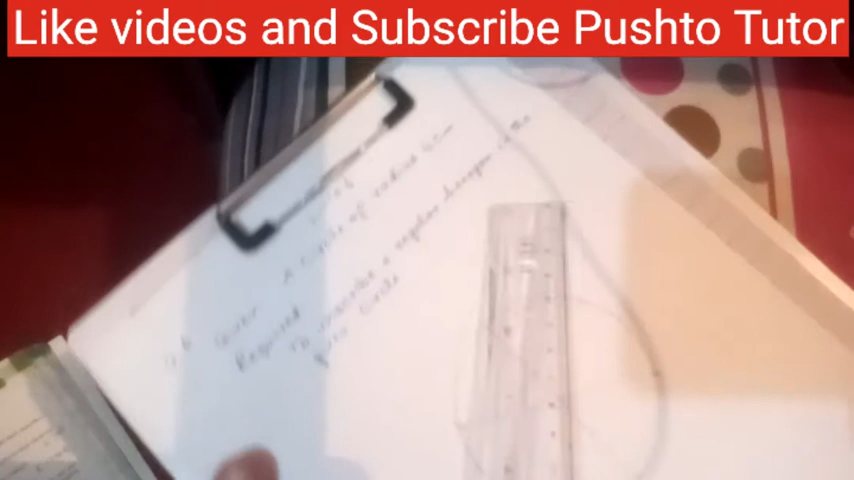 Like videos and Subscribe Pushto Tutor
Given
A circle of radius
Required
To inscribe a regular hexagon in the
given circle